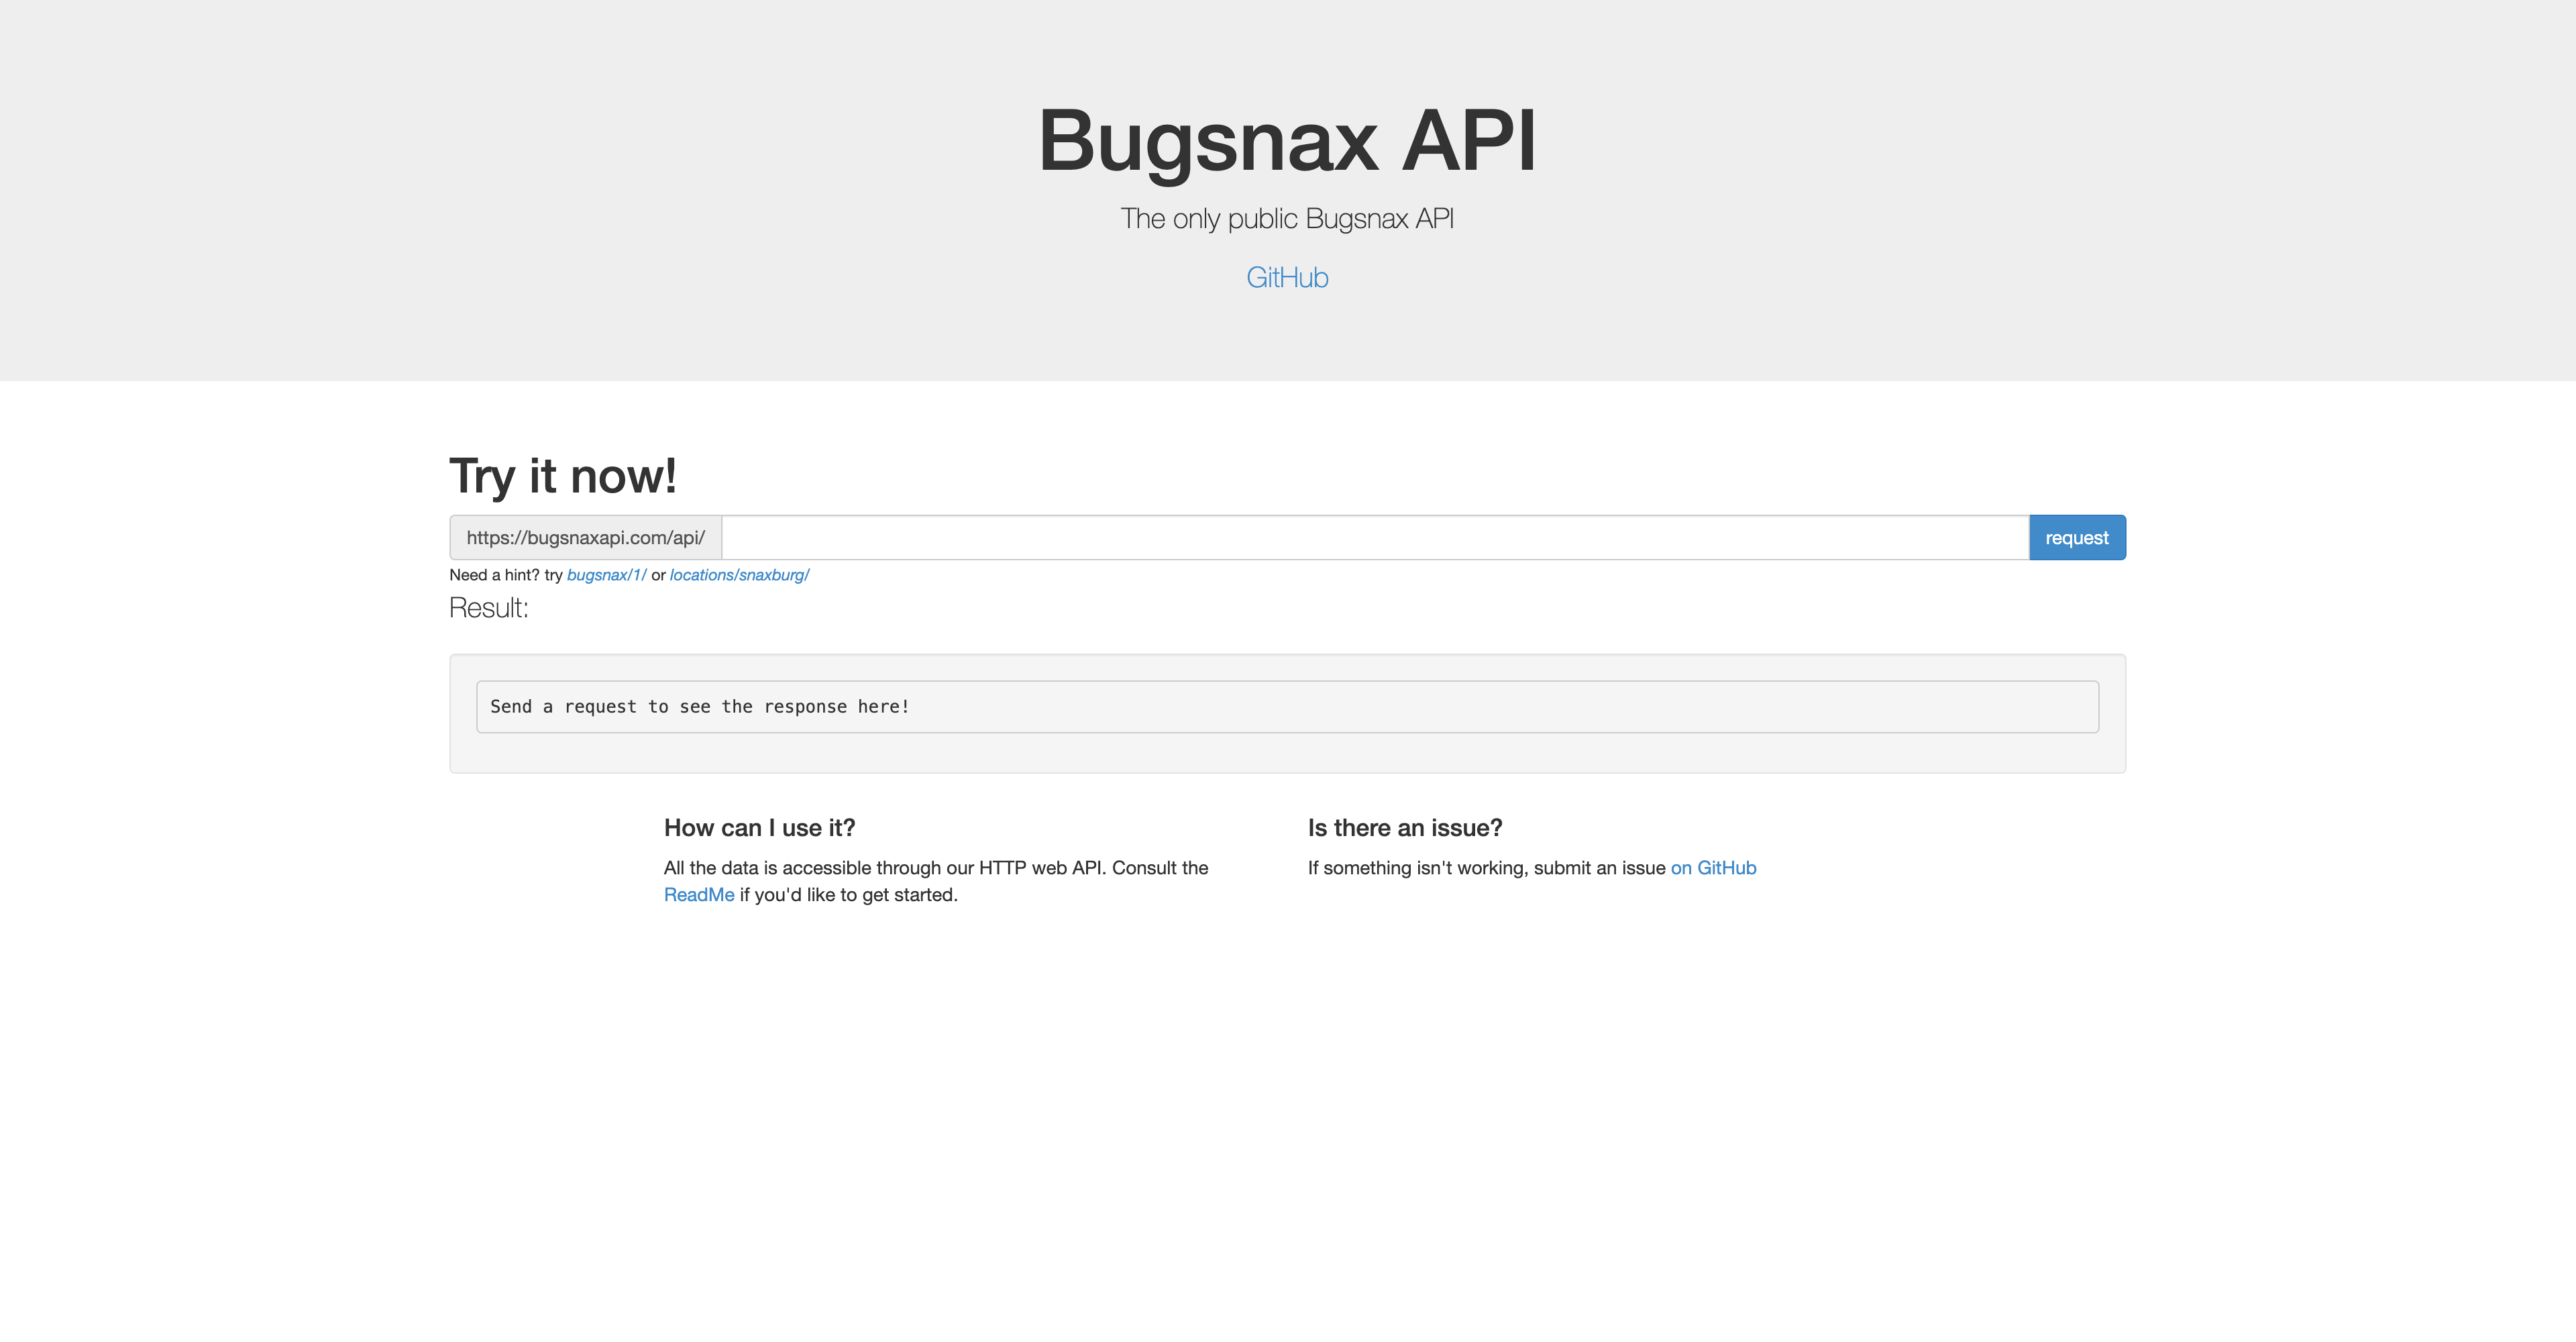 Bugsnax API
The only public Bugsnax API
GitHub
Try it now!
https://bugsnaxapi.com/api/
request
Need a hint? try bugsnax/1/ or locations/snaxburg/
Result:
Send a request to see the response here!
How can I use it?
All the data is accessible through our HTTP web API. Consult the
ReadMe if you'd like to get started.
Is there an issue?
If something isn't working, submit an issue on GitHub